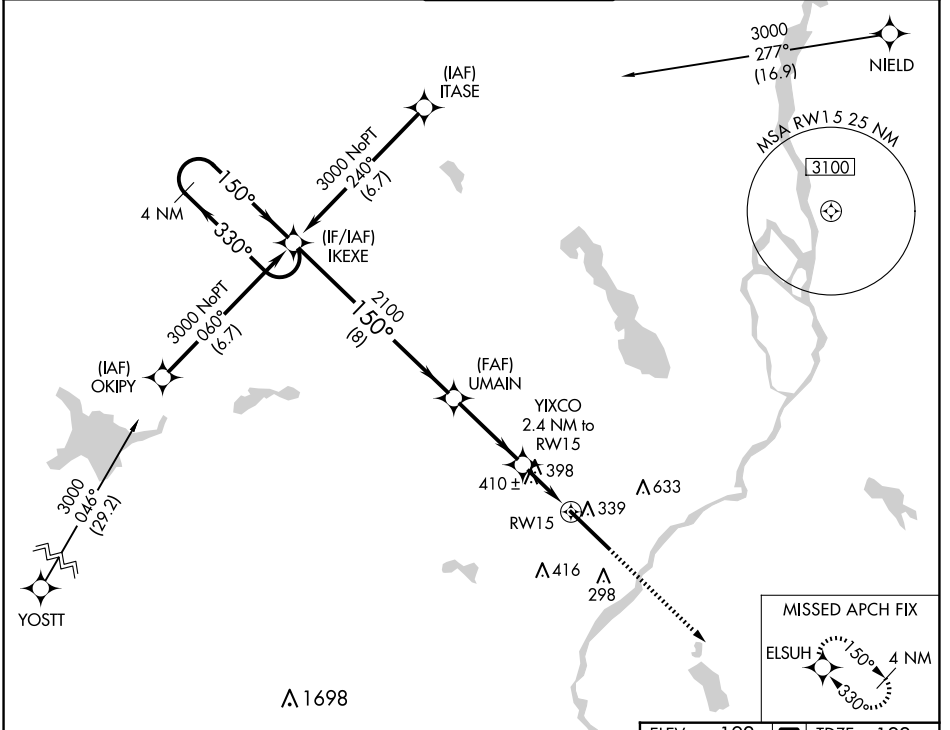 3000
277°
(16.9)
NIELD
(IAF)
ITASE
MSA RW15 25 NM
3100
3000 NoPT
240°
(6.7)
150°
4 NM
330°
(IF/IAF)
IKEXE
2100
150°
(8)
3000 NoPT
060°
(6.7)
(IAF)
OKIPY
(FAF)
UMAIN
YIXCO
2.4 NM to
RW15
398
410 ±
633
339
RW15
3000
046°
(29.2)
416
298
YOSTT
MISSED APCH FIX
ELSUH
150°
4 NM
330°
1698